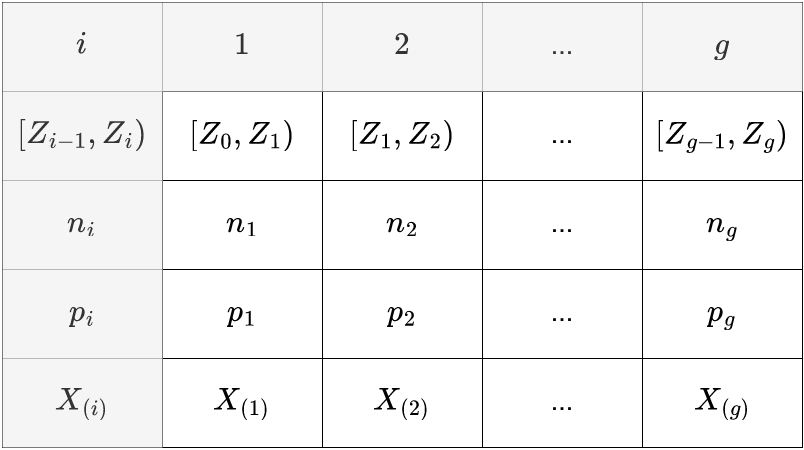 i 1 2 ... g
[Z_{i−1}, Z_i) [Z_0, Z_1) [Z_1, Z_2) ... [Z_{g−1}, Z_g)
n_i n_1 n_2 ... n_g
p_i p_1 p_2 ... p_g
X_{(i)} X_{(1)} X_{(2)} ... X_{(g)}